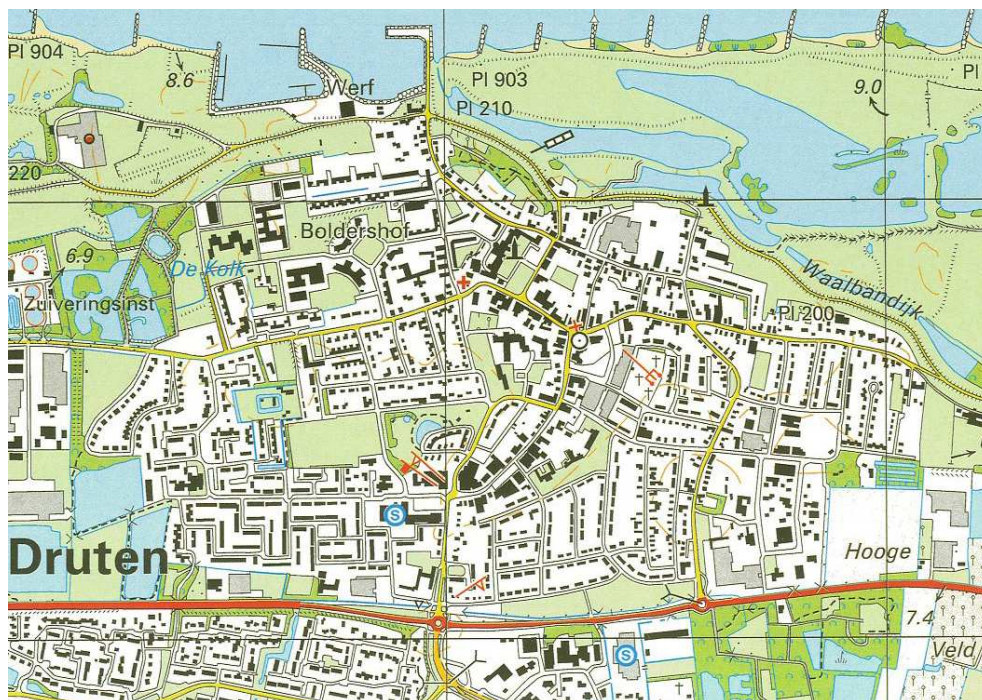 Pl 904
8.6
Werf
Pl 903
Pl 210
9.0
Pl
220
Boldershof
6.9
De Kolk
Zuiveringsinst
Waalbandijk
Pl 200
S
Druten
Hooge
7.4
Veld
S